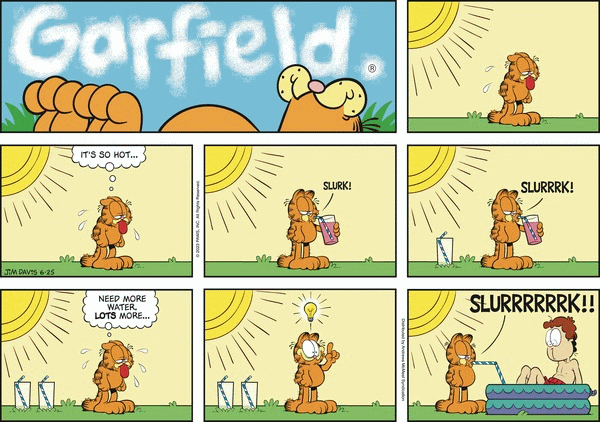 Garfield®
IT'S SO HOT...
JIM DAVIS 6-25
© 2023 PAWS, INC. All Rights Reserved.
SLURK!
SLURRRK!
NEED MORE
WATER.
LOTS MORE...
Distributed by Andrews McMeel Syndication
SLURRRRRRK!!